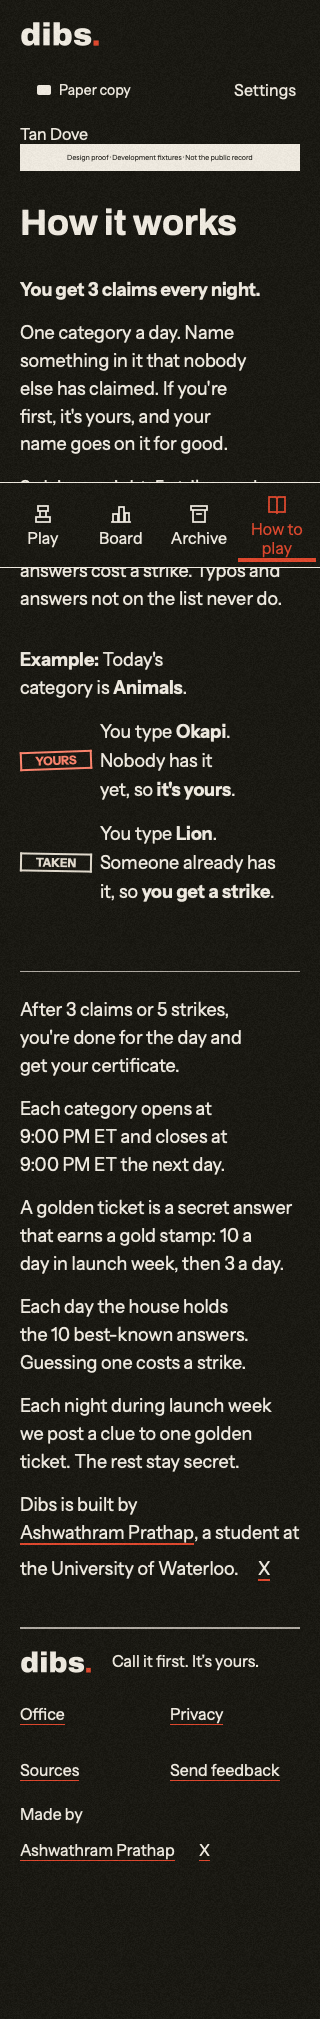 dibs.
Paper copy
Settings
Tan Dove
Design proof · Development fixtures · Not the public record
How it works
You get 3 claims every night.
One category a day. Name
something in it that nobody
else has claimed. If you're
first, it's yours, and your
name goes on it for good.
Play
Board
Archive
How to
play
answers cost a strike. Typos and
answers not on the list never do.
Example: Today's
category is Animals.
YOURS
You type Okapi.
Nobody has it
yet, so it's yours.
TAKEN
You type Lion.
Someone already has
it, so you get a strike.
After 3 claims or 5 strikes,
you're done for the day and
get your certificate.
Each category opens at
9:00 PM ET and closes at
9:00 PM ET the next day.
A golden ticket is a secret answer
that earns a gold stamp: 10 a
day in launch week, then 3 a day.
Each day the house holds
the 10 best-known answers.
Guessing one costs a strike.
Each night during launch week
we post a clue to one golden
ticket. The rest stay secret.
Dibs is built by
Ashwathram Prathap, a student at
the University of Waterloo. X
dibs. Call it first. It's yours.
Office
Privacy
Sources
Send feedback
Made by
Ashwathram Prathap X